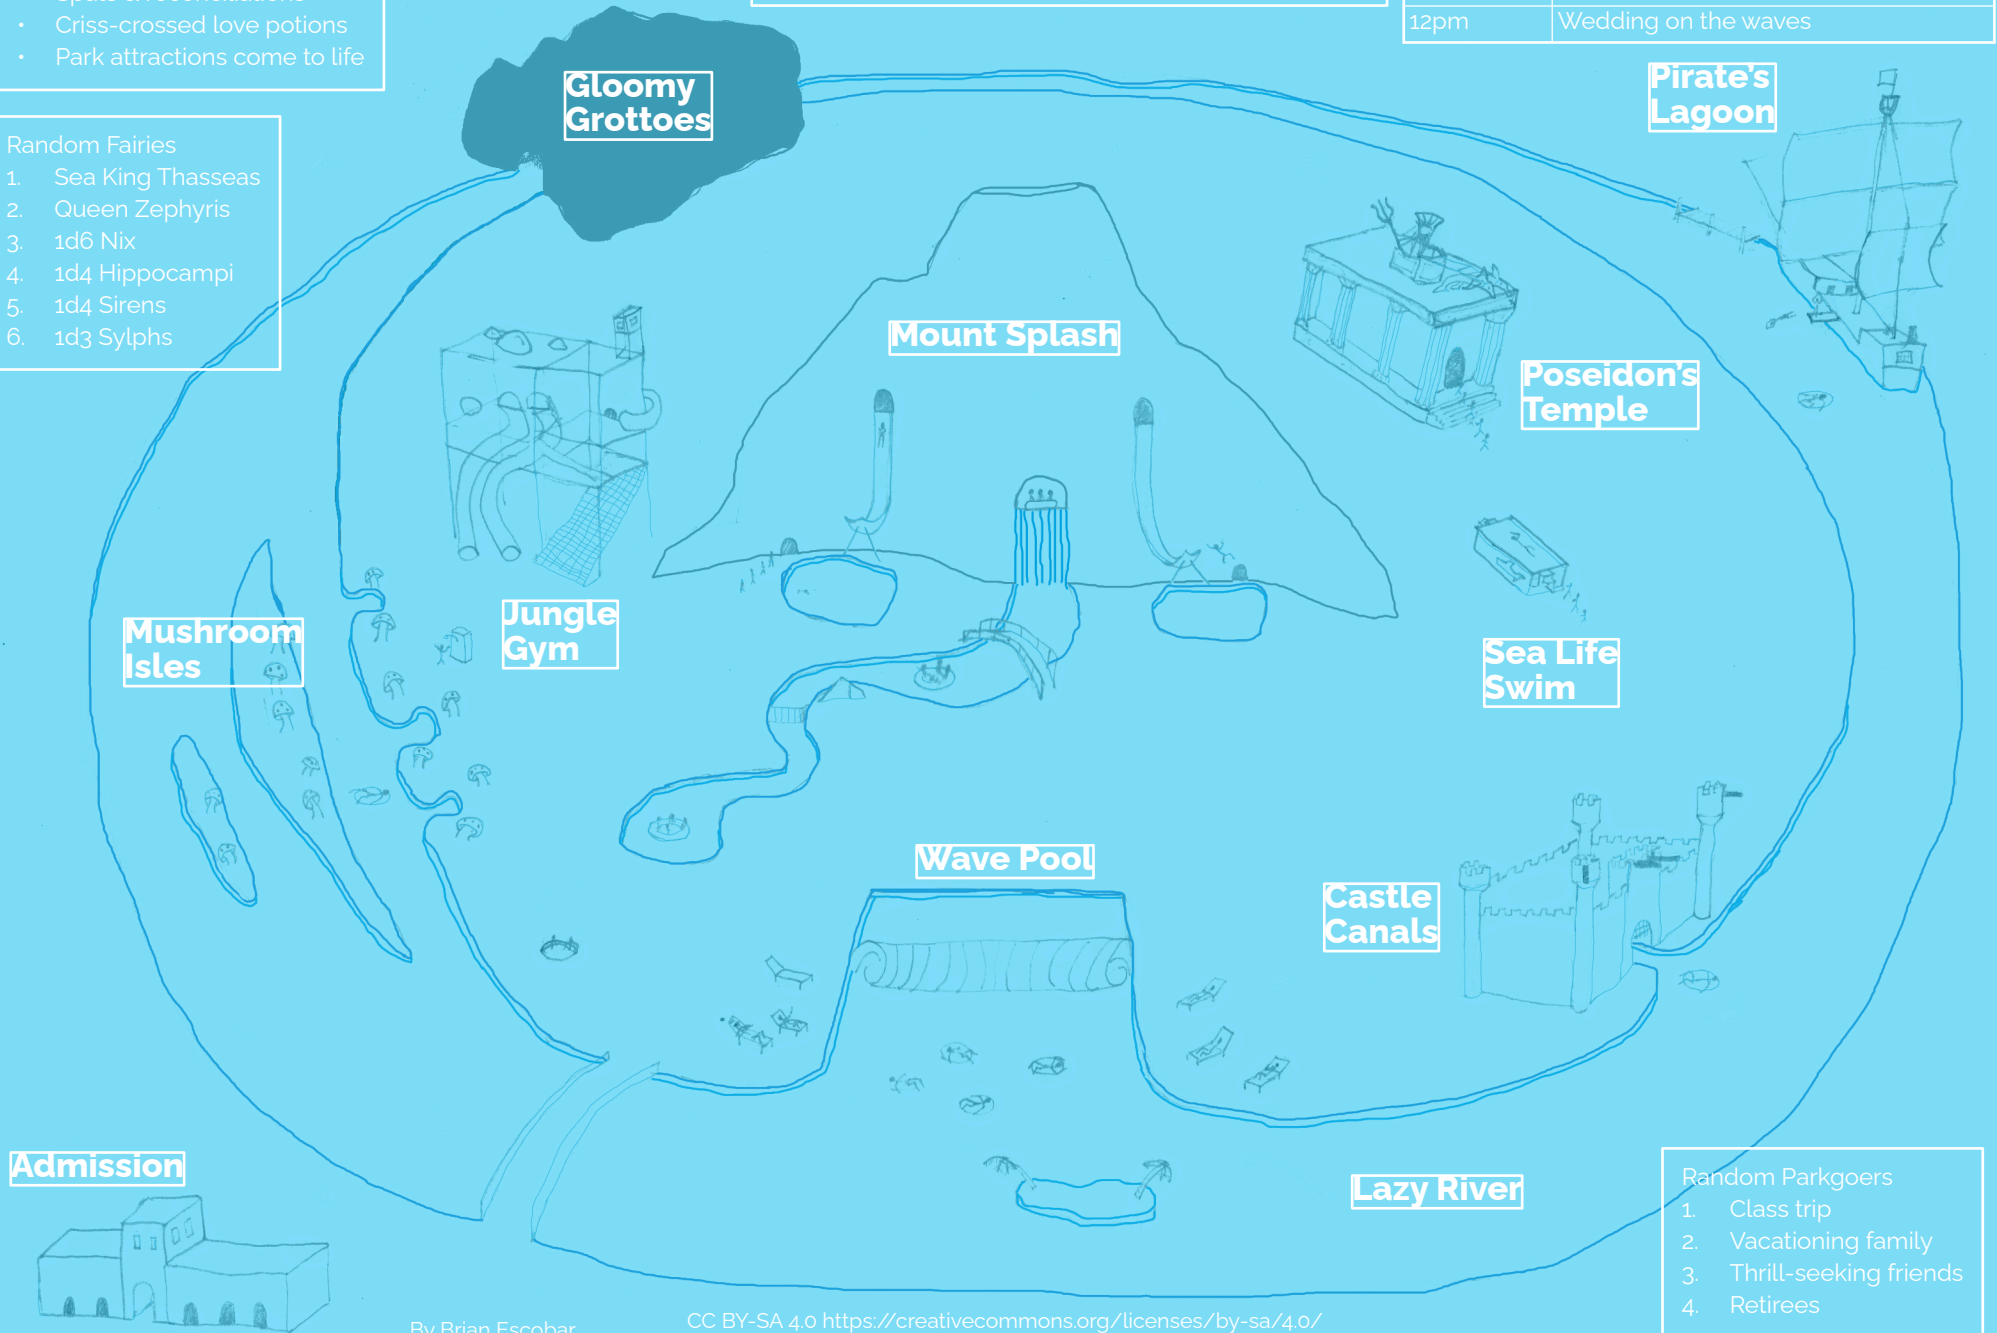 • Criss-crossed love potions
• Park attractions come to life
12pm Wedding on the waves
Gloomy
Grottoes
Pirate's
Lagoon
Random Fairies
1. Sea King Thasseas
2. Queen Zephyris
3. 1d6 Nix
4. 1d4 Hippocampi
5. 1d4 Sirens
6. 1d3 Sylphs
Mount Splash
Poseidon's
Temple
Mushroom
Isles
Jungle
Gym
Sea Life
Swim
Wave Pool
Castle
Canals
Admission
Lazy River
Random Parkgoers
1. Class trip
2. Vacationing family
3. Thrill-seeking friends
4. Retirees
By Brian Escobar
CC BY-SA 4.0 https://creativecommons.org/licenses/by-sa/4.0/